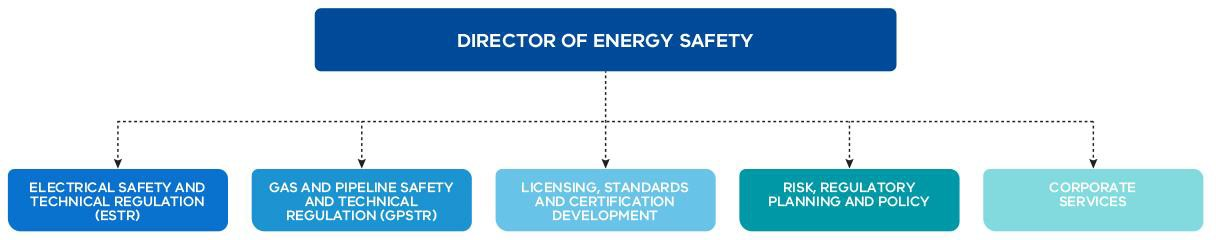 DIRECTOR OF ENERGY SAFETY
ELECTRICAL SAFETY AND
TECHNICAL REGULATION
(ESTR)
GAS AND PIPELINE SAFETY
AND TECHNICAL
REGULATION (GPSTR)
LICENSING, STANDARDS
AND CERTIFICATION
DEVELOPMENT
RISK, REGULATORY
PLANNING AND POLICY
CORPORATE
SERVICES